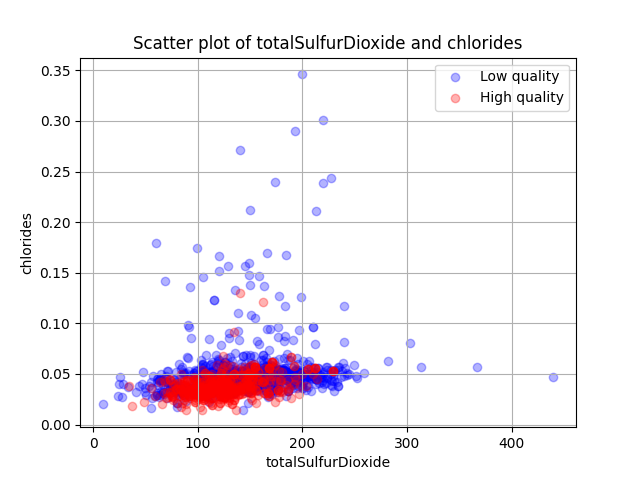 Scatter plot of totalSulfurDioxide and chlorides
Low quality
High quality
0.35
0.30
0.25
0.20
0.15
0.10
0.05
0.00
chlorides
0
100
200
300
400
totalSulfurDioxide